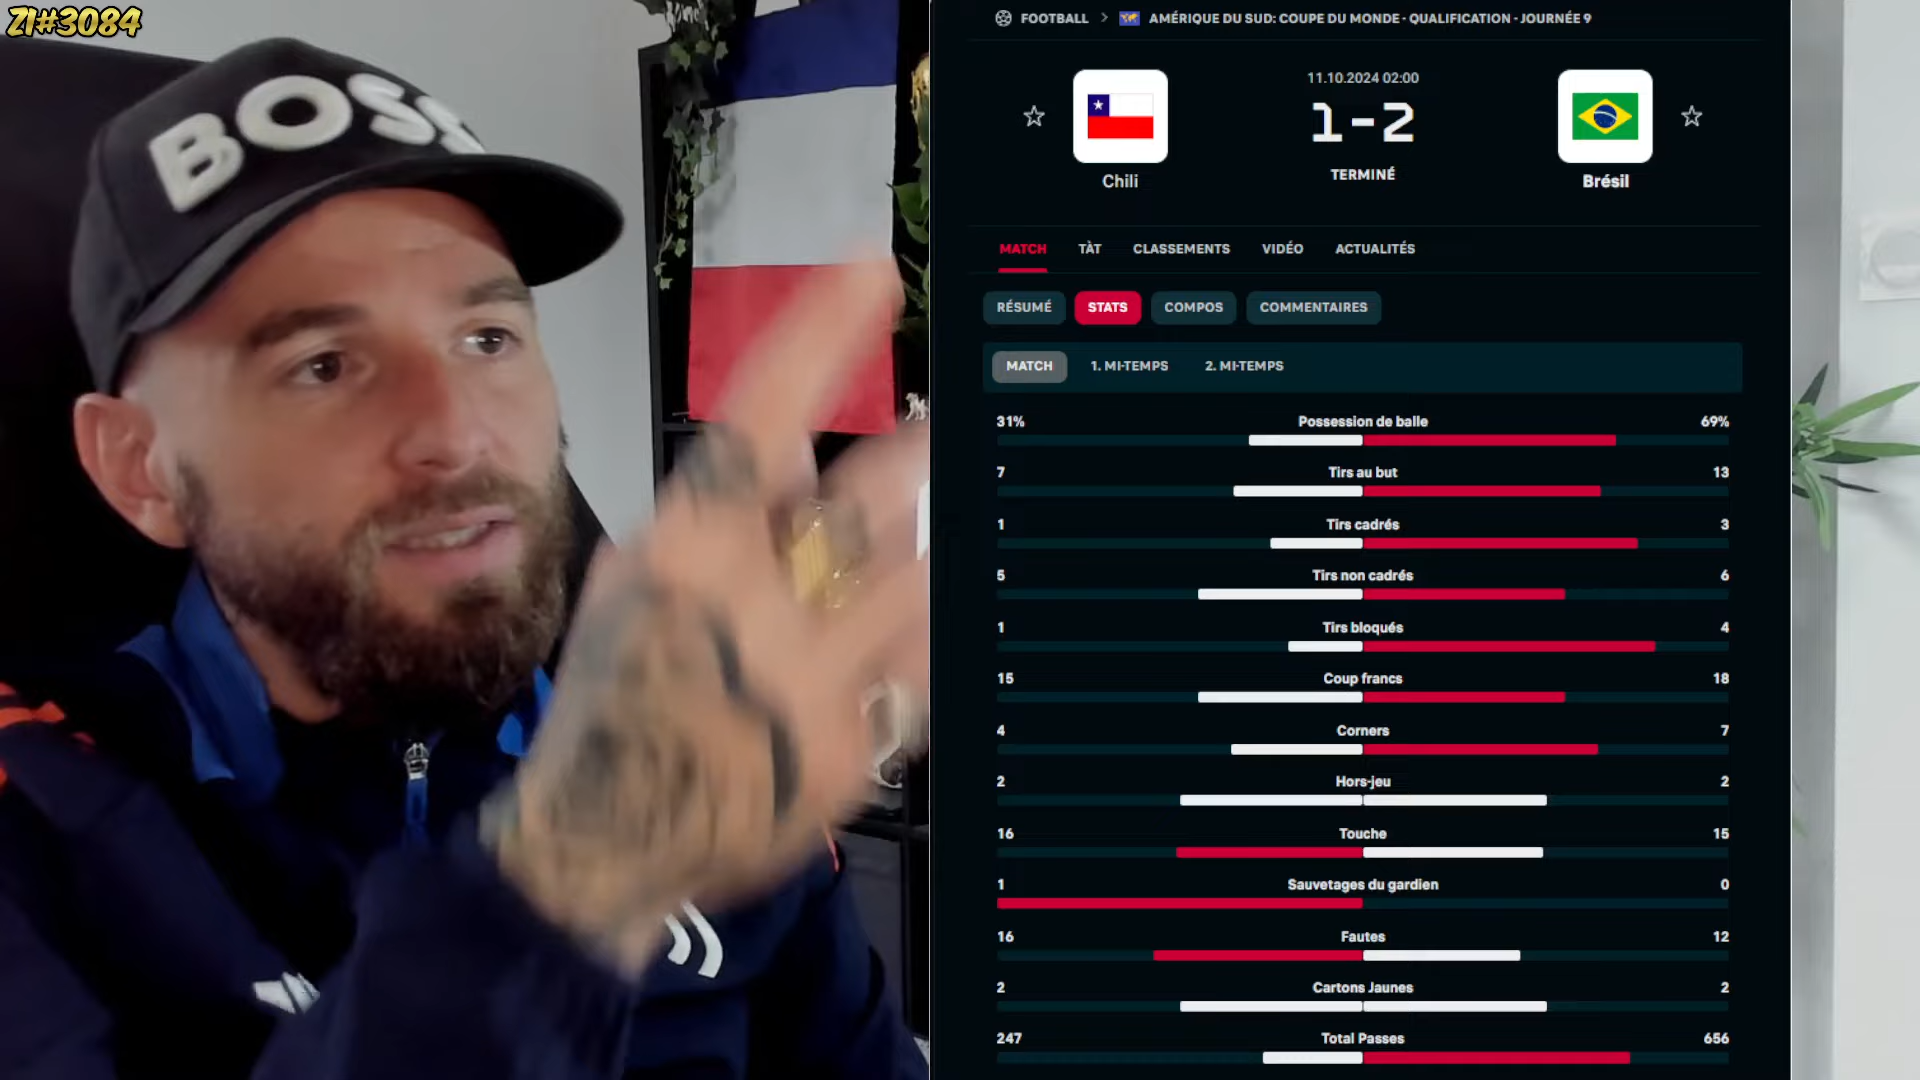 ZI#3084
BOSS
FOOTBALL > AMÉRIQUE DU SUD: COUPE DU MONDE - QUALIFICATION - JOURNÉE 9
11.10.2024 02:00
1-2
TERMINÉ
Chili
Brésil
MATCH TÀT CLASSEMENTS VIDÉO ACTUALITÉS
RÉSUMÉ STATS COMPOS COMMENTAIRES
MATCH 1. MI-TEMPS 2. MI-TEMPS
31% Possession de balle 69%
7 Tirs au but 13
1 Tirs cadrés 3
5 Tirs non cadrés 6
1 Tirs bloqués 4
15 Coup francs 18
4 Corners 7
2 Hors-jeu 2
16 Touche 15
1 Sauvetages du gardien 0
16 Fautes 12
2 Cartons Jaunes 2
247 Total Passes 656